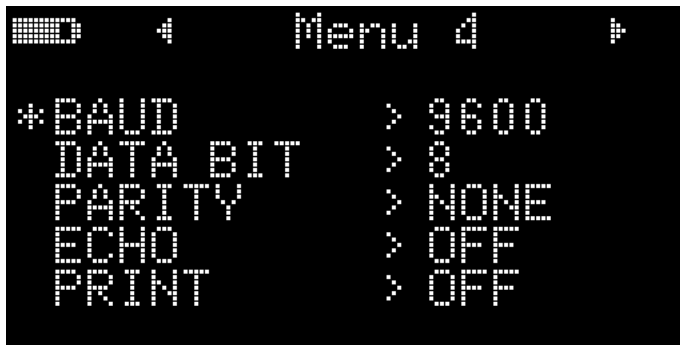 Menu 4
*BAUD > 9600
DATA BIT > 8
PARITY > NONE
ECHO > OFF
PRINT > OFF